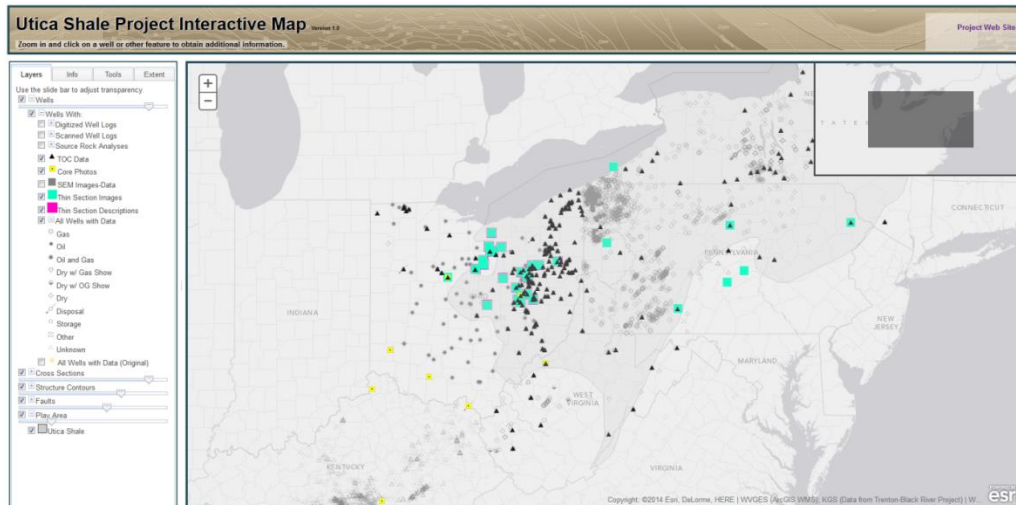 Utica Shale Project Interactive Map Version 1.2
Zoom in and click on a well or other feature to obtain additional information.
Project Web Site
Layers Info Tools Extent
Use the slide bar to adjust transparency.
Wells
Wells With:
Digitized Well Logs
Scanned Well Logs
Source Rock Analyses
TOC Data
Core Photos
SEM Images-Data
Thin Section Images
Thin Section Descriptions
All Wells with Data
Gas
Oil
Oil and Gas
Dry w/ Gas Show
Dry w/ OG Show
Dry
Disposal
Storage
Other
Unknown
All Wells with Data (Original)
Cross Sections
Structure Contours
Faults
Play Area
Utica Shale
+
−
T A T E
CONNECTICUT
PENNSYLVANIA
INDIANA
NEW
JERSEY
MARYLAND
WEST
VIRGINIA
KENTUCKY
VIRGINIA
Copyright: ©2014 Esri, DeLorme, HERE | WVGES (ArcGIS WMS); KGS (Data from Trenton-Black River Project) | W...
esri